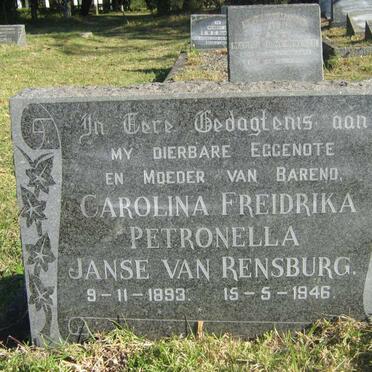 In Eere Gedagtenis aan
MY DIERBARE EGGENOTE
EN MOEDER VAN BAREND,
CAROLINA FREIDRIKA
PETRONELLA
JANSE VAN RENSBURG.
9-11-1893. 15-5-1946.